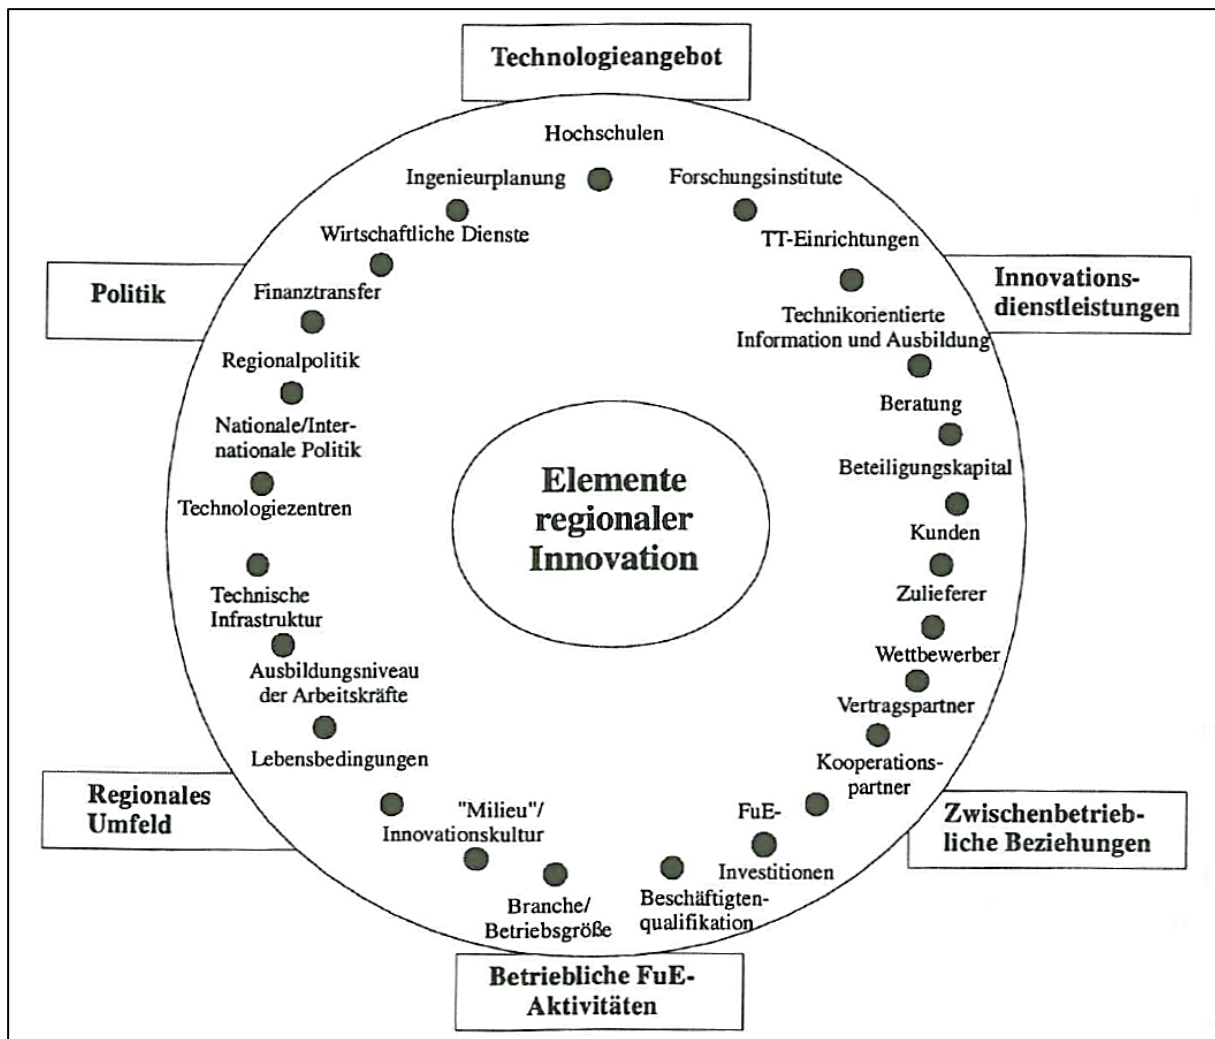 Technologieangebot
Hochschulen
Ingenieurplanung
Forschungsinstitute
Wirtschaftliche Dienste
TT-Einrichtungen
Politik
Finanztransfer
Innovations-
dienstleistungen
Technikorientierte
Information und Ausbildung
Regionalpolitik
Beratung
Nationale/Inter-
nationale Politik
Beteiligungskapital
Technologiezentren
Elemente
regionaler
Innovation
Kunden
Technische
Infrastruktur
Zulieferer
Wettbewerber
Ausbildungsniveau
der Arbeitskräfte
Vertragspartner
Lebensbedingungen
Kooperations-
partner
Regionales
Umfeld
"Milieu"/
Innovationskultur
FuE-
Investitionen
Zwischenbetrieb-
liche Beziehungen
Branche/
Betriebsgröße
Beschäftigten-
qualifikation
Betriebliche FuE-
Aktivitäten